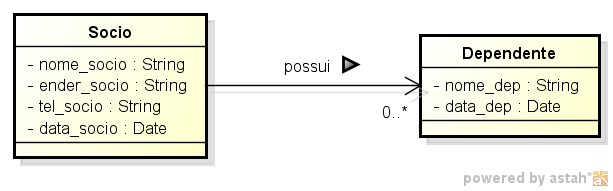 Socio
- nome_socio : String
- ender_socio : String
- tel_socio : String
- data_socio : Date
possui
0..*
Dependente
- nome_dep : String
- data_dep : Date
powered by astah*